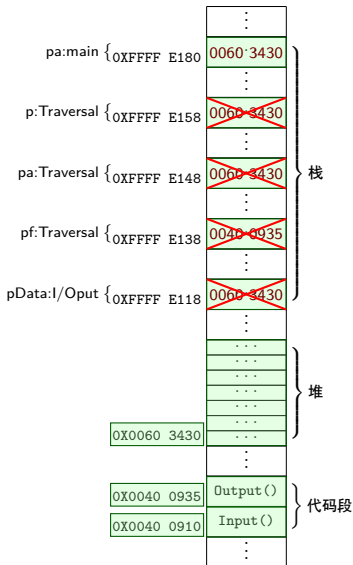 pa:main { 0XFFFF E180 0060 3430
p:Traversal { 0XFFFF E158 0060 3430
pa:Traversal { 0XFFFF E148 0060 3430
栈
pf:Traversal { 0XFFFF E138 0040 0935
pData:I/Oput { 0XFFFF E118 0060 3430
堆
0X0060 3430
0X0040 0935 Output()
代码段
0X0040 0910 Input()